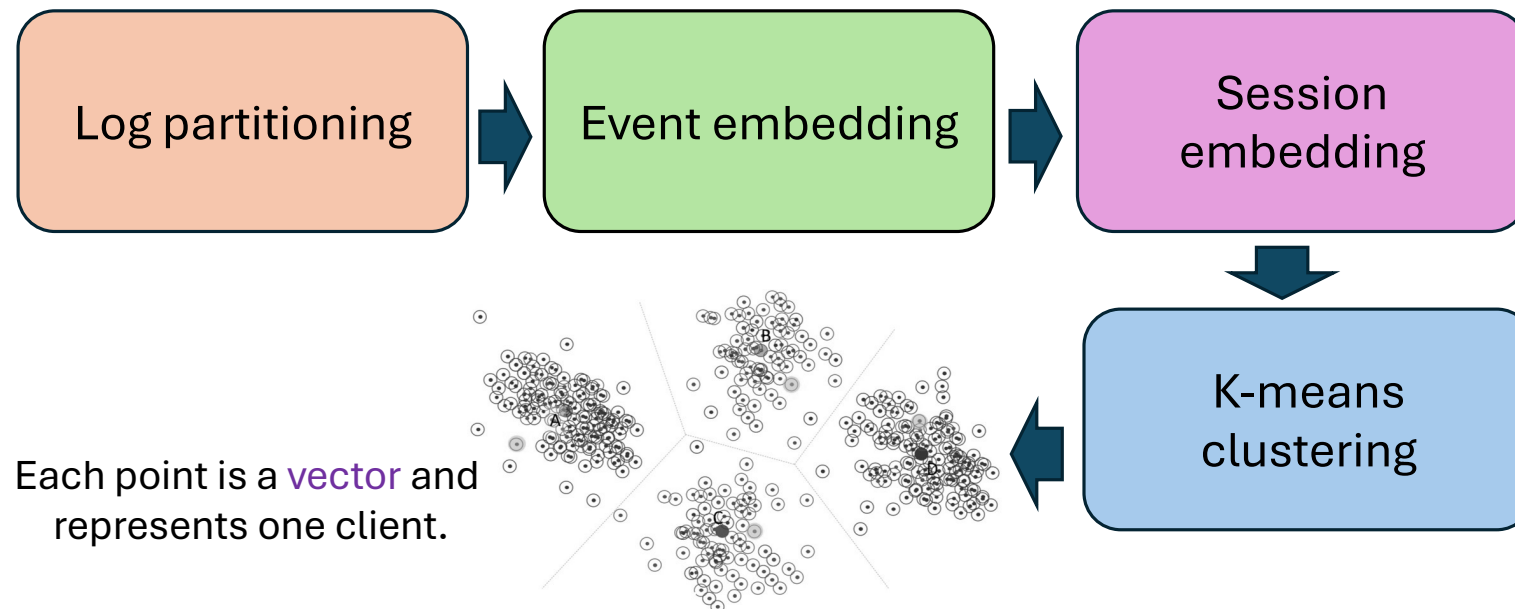 Log partitioning
Event embedding
Session
embedding
K-means
clustering
A
B
C
D
Each point is a vector and
represents one client.